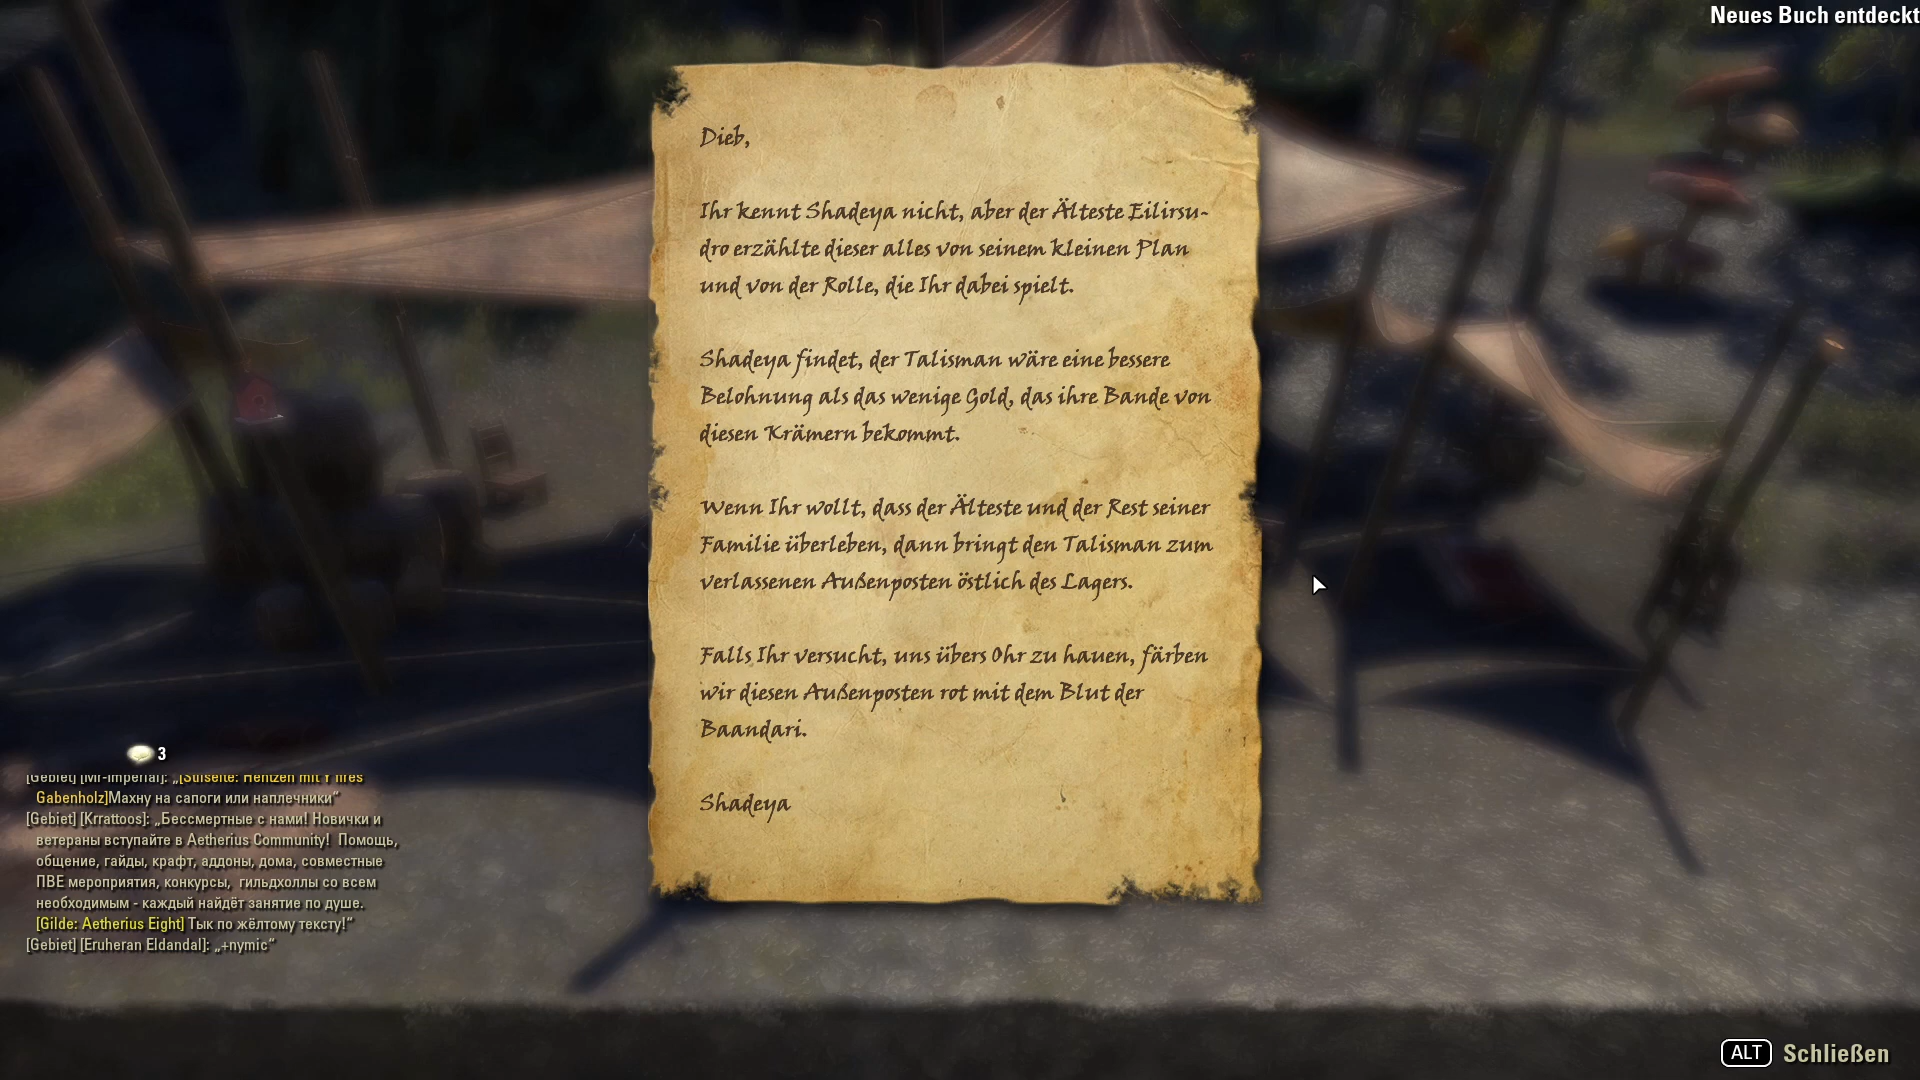 Neues Buch entdeckt
Dieb,
Ihr kennt Shadeya nicht, aber der Älteste Eilirsu-
dro erzählte dieser alles von seinem kleinen Plan
und von der Rolle, die Ihr dabei spielt.
Shadeya findet, der Talisman wäre eine bessere
Belohnung als das wenige Gold, das ihre Bande von
diesen Krämern bekommt.
Wenn Ihr wollt, dass der Älteste und der Rest seiner
Familie überleben, dann bringt den Talisman zum
verlassenen Außenposten östlich des Lagers.
Falls Ihr versucht, uns übers Ohr zu hauen, färben
wir diesen Außenposten rot mit dem Blut der
Baandari.
Shadeya
3
[Gebiet] [Mr-Imperial]: „[Stilseite: mit
Gabenholz]Махну на сапоги или наплечники“
[Gebiet] [Krrattoos]: „Бессмертные с нами! Новички и
ветераны вступайте в Aetherius Community! Помощь,
общение, гайды, крафт, аддоны, дома, совместные
ПВЕ мероприятия, конкурсы, гильдхоллы со всем
необходимым - каждый найдёт занятие по душе.
[Gilde: Aetherius Eight] Тык по жёлтому тексту!“
[Gebiet] [Eruheran Eldandal]: „+nymic“
ALT Schließen